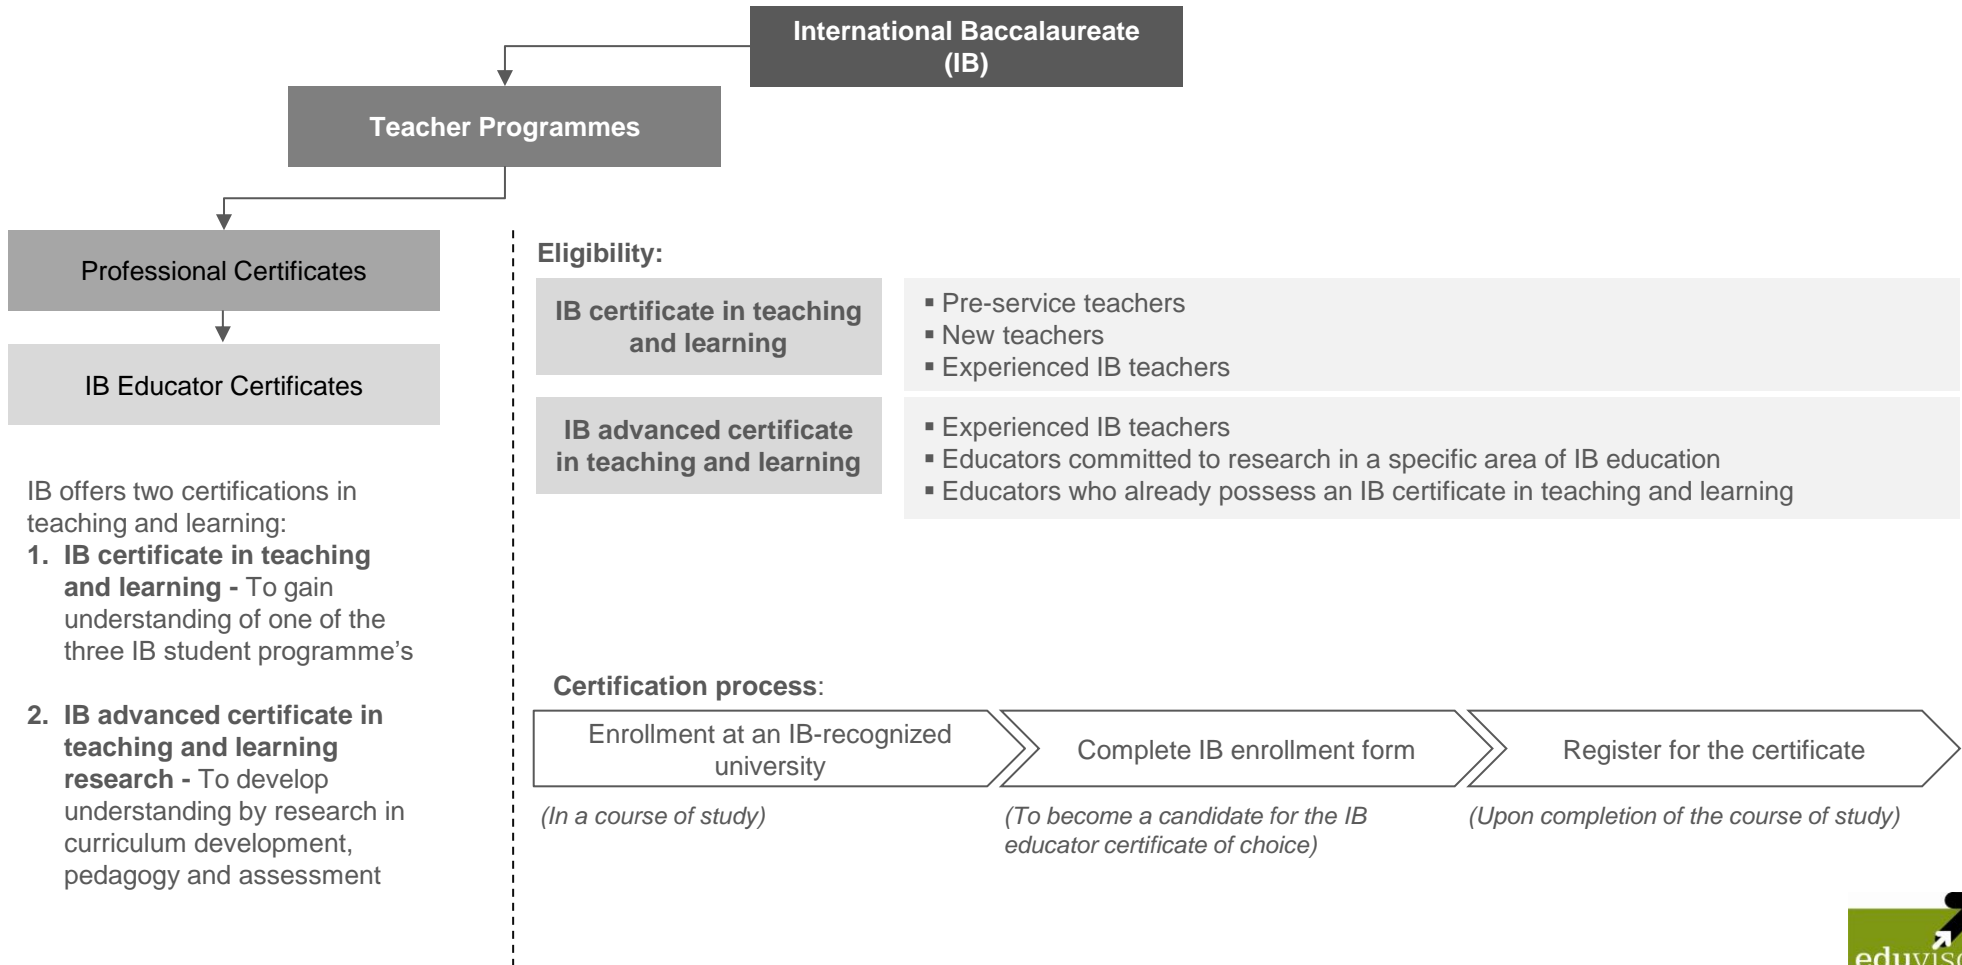 International Baccalaureate
(IB)
Teacher Programmes
Professional Certificates
IB Educator Certificates
IB offers two certifications in
teaching and learning:
1. IB certificate in teaching
and learning - To gain
understanding of one of the
three IB student programme's
2. IB advanced certificate in
teaching and learning
research - To develop
understanding by research in
curriculum development,
pedagogy and assessment
Eligibility:
IB certificate in teaching
and learning
▪ Pre-service teachers
▪ New teachers
▪ Experienced IB teachers
IB advanced certificate
in teaching and learning
▪ Experienced IB teachers
▪ Educators committed to research in a specific area of IB education
▪ Educators who already possess an IB certificate in teaching and learning
Certification process:
Enrollment at an IB-recognized
university
(In a course of study)
Complete IB enrollment form
(To become a candidate for the IB
educator certificate of choice)
Register for the certificate
(Upon completion of the course of study)